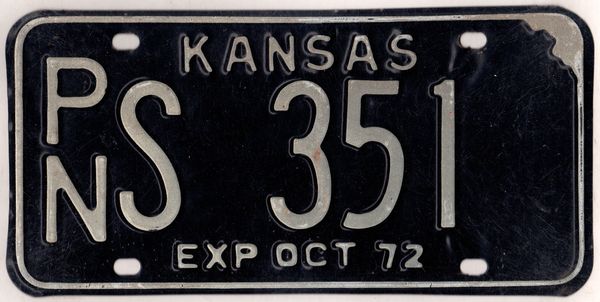 KANSAS
PN S 351
EXP OCT 72